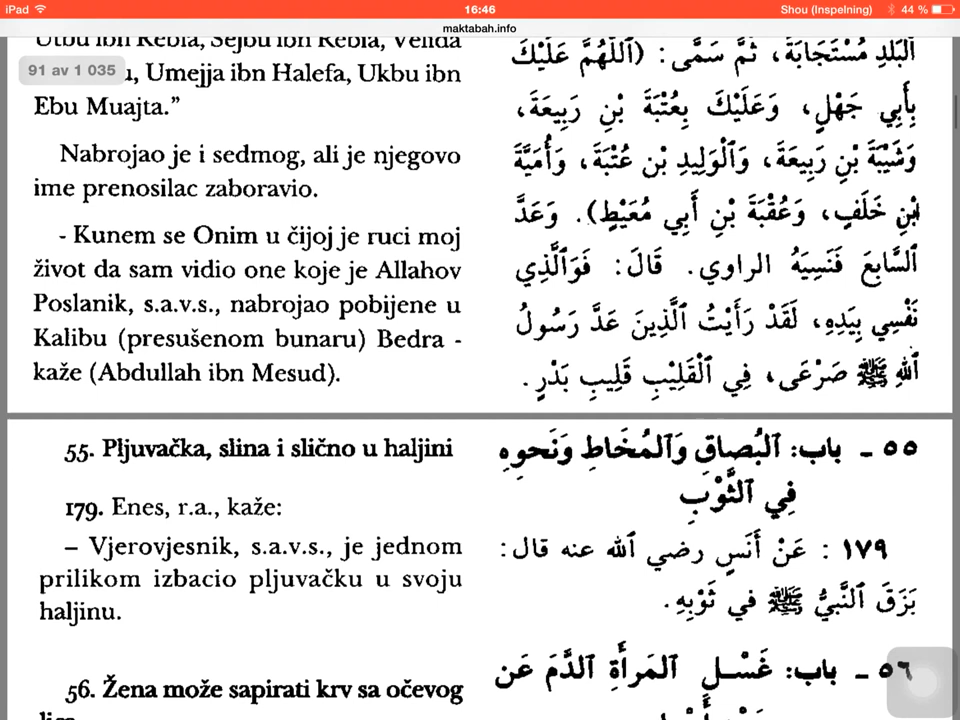 iPad 16:46 Shou (Inspelning) 44 %
maktabah.info
Utbu ibn Rebia, Šejbu ibn Rebia, Velida
91 av 1 035
u, Umejja ibn Halefa, Ukbu ibn
Ebu Muajta.”
Nabrojao je i sedmog, ali je njegovo
ime prenosilac zaboravio.
- Kunem se Onim u čijoj je ruci moj
život da sam vidio one koje je Allahov
Poslanik, s.a.v.s., nabrojao pobijene u
Kalibu (presušenom bunaru) Bedra -
kaže (Abdullah ibn Mesud).
ٱلْبَلَدِ مُسْتَجَابَةٌ، ثُمَّ سَمَّى: (ٱللَّهُمَّ عَلَيْكَ
بِأَبِي جَهْلٍ، وَعَلَيْكَ بِعُتْبَةَ بْنِ رَبِيعَةَ،
وَشَيْبَةَ بْنِ رَبِيعَةَ، وَٱلْوَلِيدِ بْنِ عُتْبَةَ، وَأُمَيَّةَ
ابْنِ خَلَفٍ، وَعُقْبَةَ بْنِ أَبِي مُعَيْطٍ). وَعَدَّ
ٱلسَّابِعَ فَنَسِيَهُ الراوي. قَالَ: فَوَٱلَّذِي
نَفْسِي بِيَدِهِ، لَقَدْ رَأَيْتُ ٱلَّذِينَ عَدَّ رَسُولُ
ٱللهِ ﷺ صَرْعَى، فِي ٱلْقَلِيْبِ قَلِيبِ بَدْرٍ.
55. Pljuvačka, slina i slično u haljini
179. Enes, r.a., kaže:
– Vjerovjesnik, s.a.v.s., je jednom
prilikom izbacio pljuvačku u svoju
haljinu.
٥٥ ـ باب: ٱلْبُصاق وَٱلمُخَاطِ وَنَحْوِهِ
فِي ٱلثَّوْبِ
١٧٩ : عَنْ أَنَسٍ رضي ٱلله عنه قال:
بَزَقَ ٱلنَّبِيُّ ﷺ في ثَوْبِهِ.
56. Žena može sapirati krv sa očevog
٥٦ ـ باب: غَسْلِ ٱلمَرأَةِ ٱلدَّمَ عَن